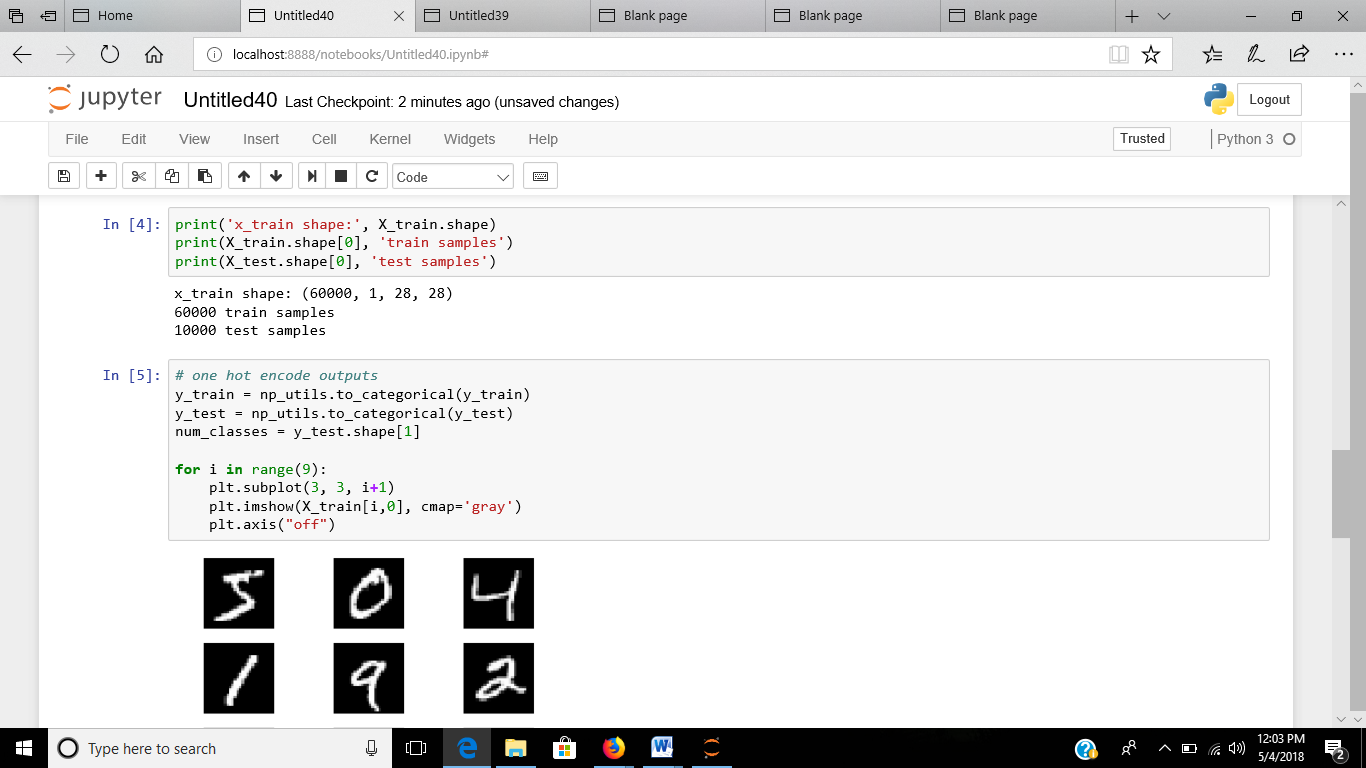 Home
Untitled40
Untitled39
Blank page
Blank page
Blank page
localhost:8888/notebooks/Untitled40.ipynb#
jupyter Untitled40 Last Checkpoint: 2 minutes ago (unsaved changes)
Logout
File Edit View Insert Cell Kernel Widgets Help
Trusted
Python 3
Code
In [4]: print('x_train shape:', X_train.shape)
print(X_train.shape[0], 'train samples')
print(X_test.shape[0], 'test samples')
x_train shape: (60000, 1, 28, 28)
60000 train samples
10000 test samples
In [5]: # one hot encode outputs
y_train = np_utils.to_categorical(y_train)
y_test = np_utils.to_categorical(y_test)
num_classes = y_test.shape[1]
for i in range(9):
    plt.subplot(3, 3, i+1)
    plt.imshow(X_train[i,0], cmap='gray')
    plt.axis("off")
5 0 4
1 9 2
Type here to search
12:03 PM
5/4/2018
2